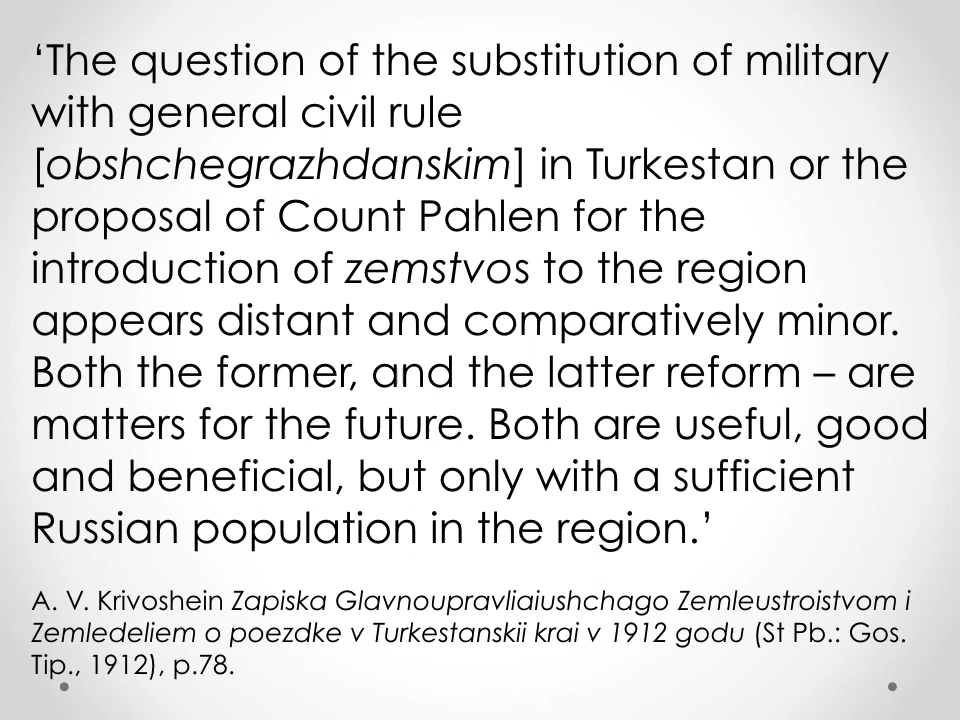 ‘The question of the substitution of military
with general civil rule
[obshchegrazhdanskim] in Turkestan or the
proposal of Count Pahlen for the
introduction of zemstvos to the region
appears distant and comparatively minor.
Both the former, and the latter reform – are
matters for the future. Both are useful, good
and beneficial, but only with a sufficient
Russian population in the region.’
A. V. Krivoshein Zapiska Glavnoupravliaiushchago Zemleustroistvom i
Zemledeliem o poezdke v Turkestanskii krai v 1912 godu (St Pb.: Gos.
Tip., 1912), p.78.